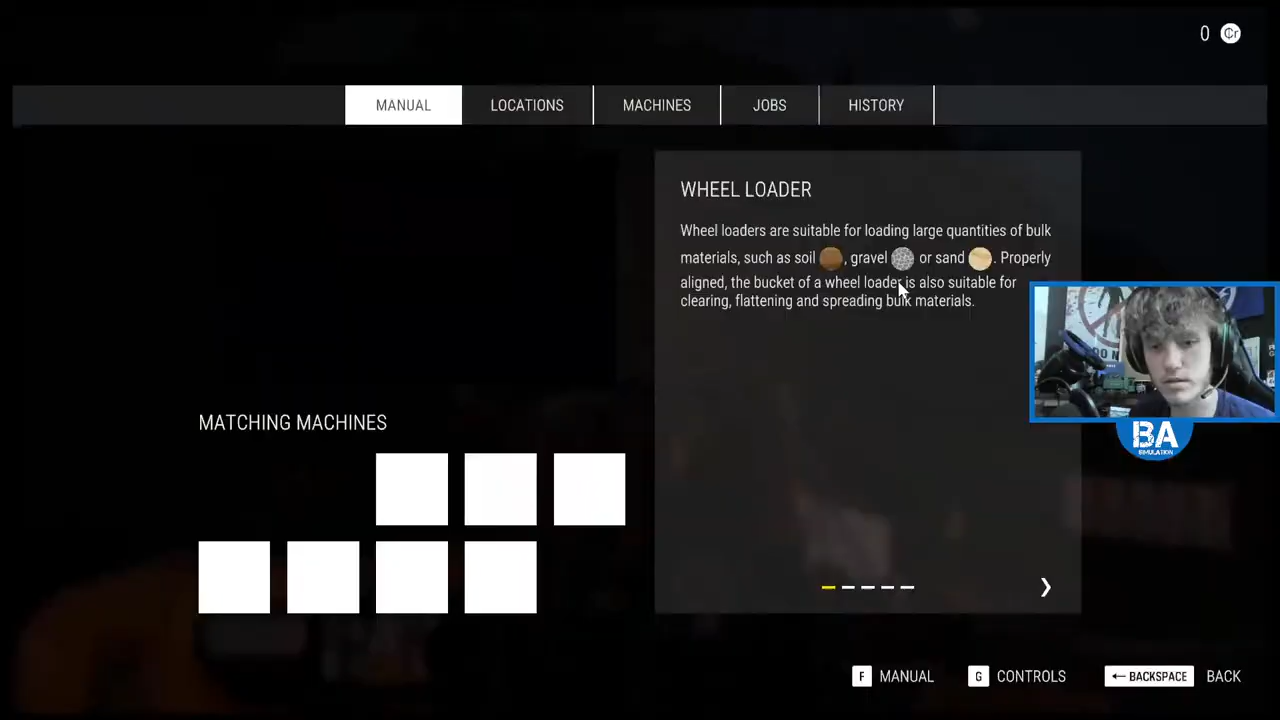 0 Cr
MANUAL LOCATIONS MACHINES JOBS HISTORY
WHEEL LOADER
Wheel loaders are suitable for loading large quantities of bulk
materials, such as soil , gravel or sand . Properly
aligned, the bucket of a wheel loader is also suitable for
clearing, flattening and spreading bulk materials.
MATCHING MACHINES
BA
SIMULATION
F MANUAL G CONTROLS ← BACKSPACE BACK